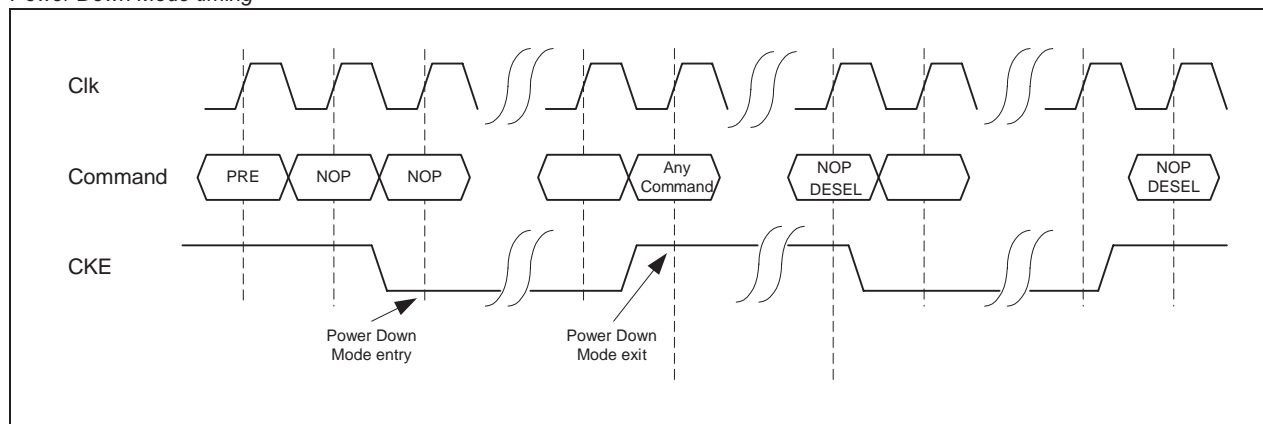 Power Down Mode timing
Clk
Command
PRE
NOP
NOP
Any
Command
NOP
DESEL
NOP
DESEL
CKE
Power Down
Mode entry
Power Down
Mode exit